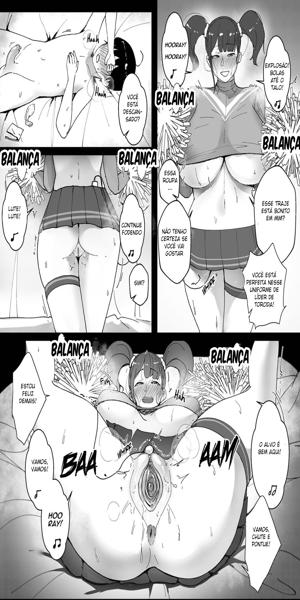 HOORAY!
HOORAY!
EXPLOSÃO!
BOLAS
ATÉ O
TALO!
HAAH
VOCÊ
ESTÁ
DESCAN-
SADO?
BALANÇA
BALANÇA
BALANÇA
BALANÇA
ESSA
ROUPA...
ESSE TRAJE
ESTÁ BONITO
EM MIM?
NÃO TENHO
CERTEZA SE
VOCÊ VAI
GOSTAR
VOCÊ ESTÁ
PERFEITA NESSE
UNIFORME DE
LÍDER DE
TORCIDA!
LUTE!
LUTE!
CONTINUE
FODENDO
SIM?
BALANÇA
BALANÇA
BALANÇA
HAH
ESTOU
FELIZ
DEMAIS!
O ALVO É
BEM AQUI!
BAA
AAM
VAMOS,
VAMOS!
HOO
RAY!
VAMOS,
CHUTE E
PONTUE!